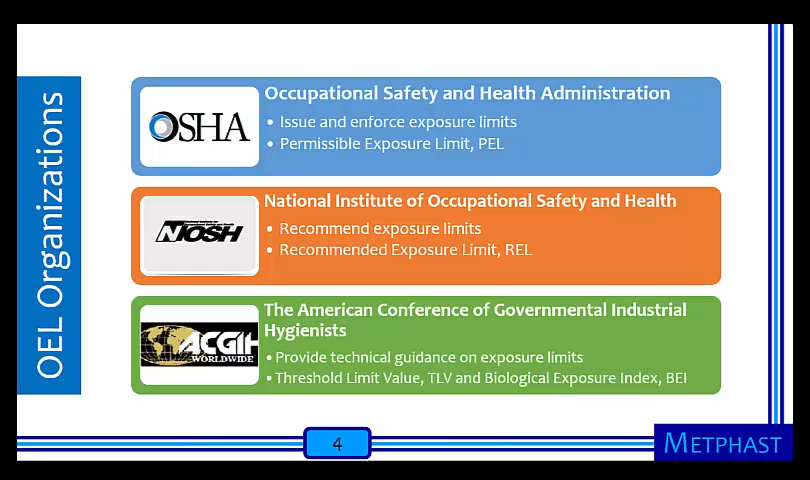 OEL Organizations
OSHA
Occupational Safety and Health Administration
• Issue and enforce exposure limits
• Permissible Exposure Limit, PEL
NIOSH
National Institute of Occupational Safety and Health
• Recommend exposure limits
• Recommended Exposure Limit, REL
ACGIH
WORLDWIDE
The American Conference of Governmental Industrial
Hygienists
• Provide technical guidance on exposure limits
• Threshold Limit Value, TLV and Biological Exposure Index, BEI
4
METPHAST